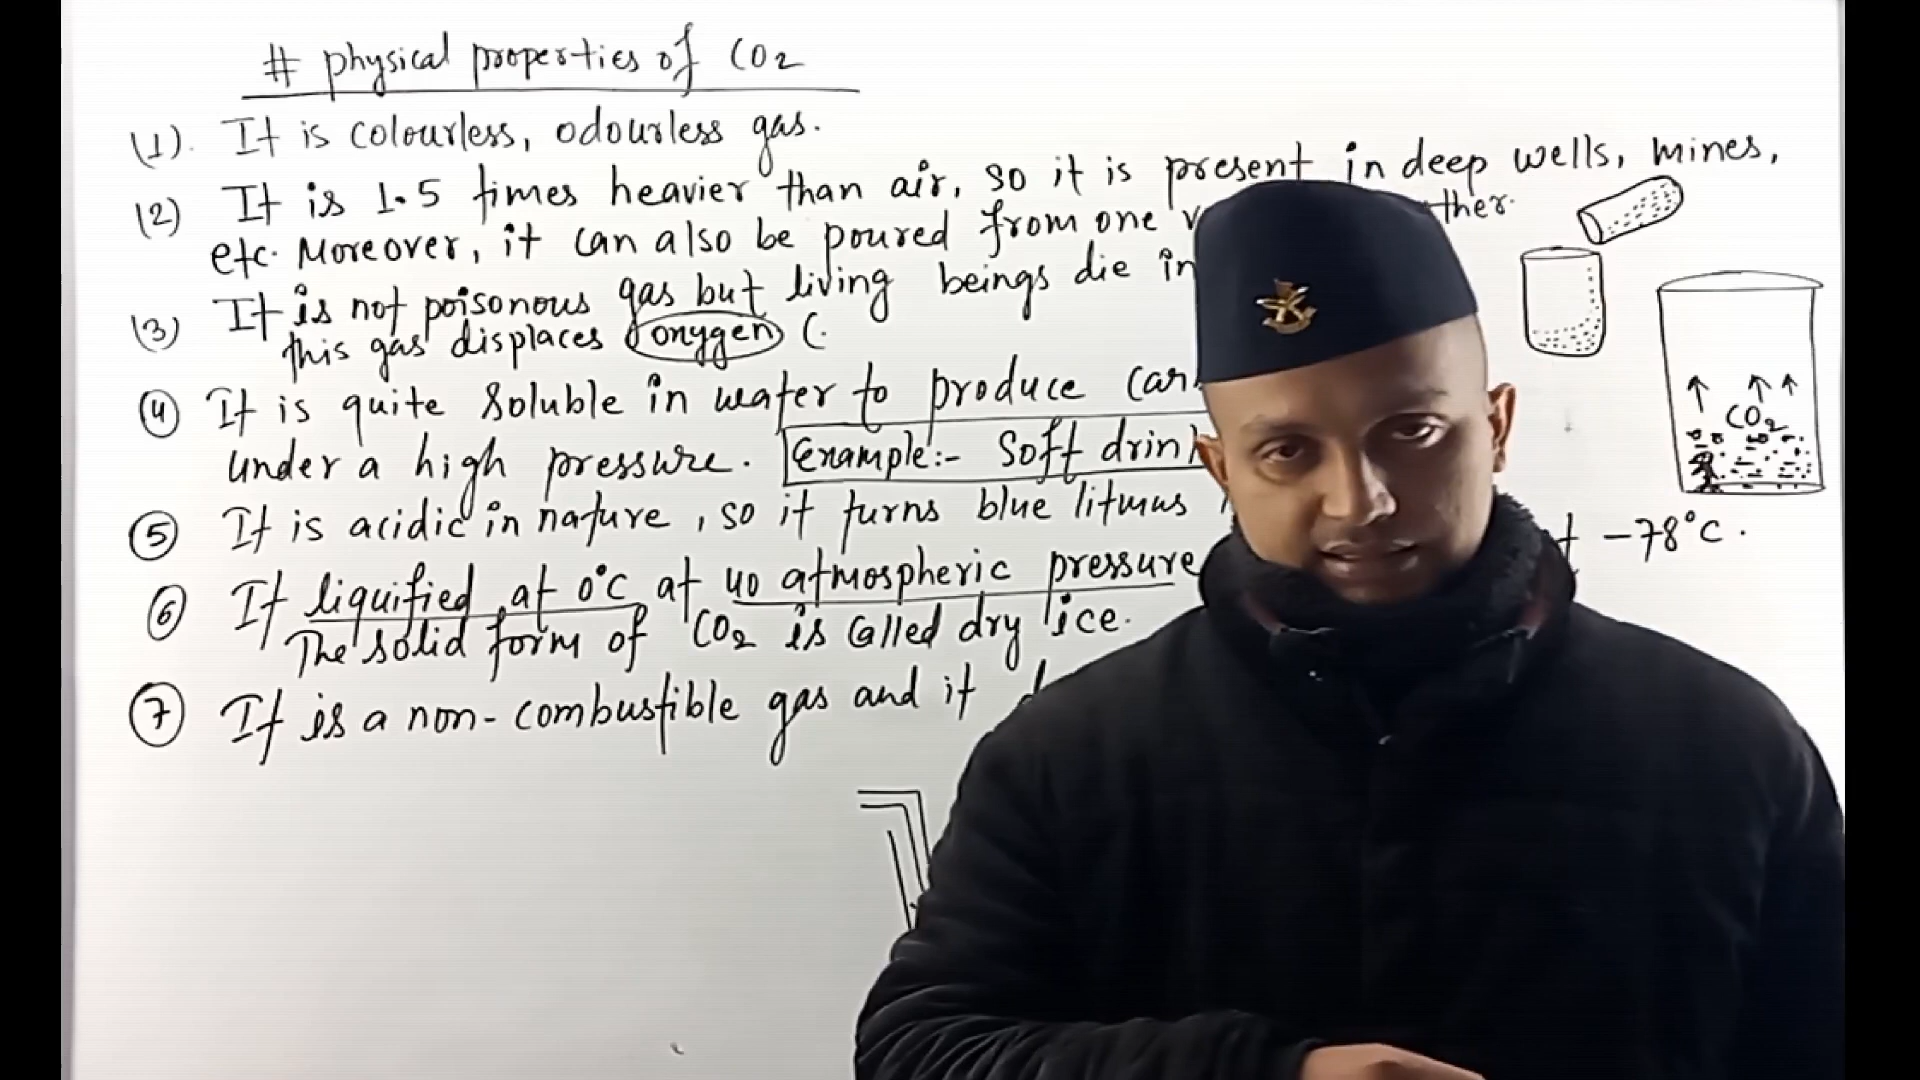 # physical properties of CO2
(1). It is colourless, odourless gas.
(2) It is 1.5 times heavier than air, so it is present in deep wells, mines,
etc. Moreover, it can also be poured from one
(3) It is not poisonous gas but living beings die in
this gas displaces oxygen (.
(4) It is quite soluble in water to produce
under a high pressure. Example:- Soft
(5) It is acidic in nature, so it turns blue litmus
(6) It liquified at 0°C at 40 atmospheric pressure -78°C.
The solid form of CO2 is called dry ice.
(7) It is a non-combustible gas and it
CO2